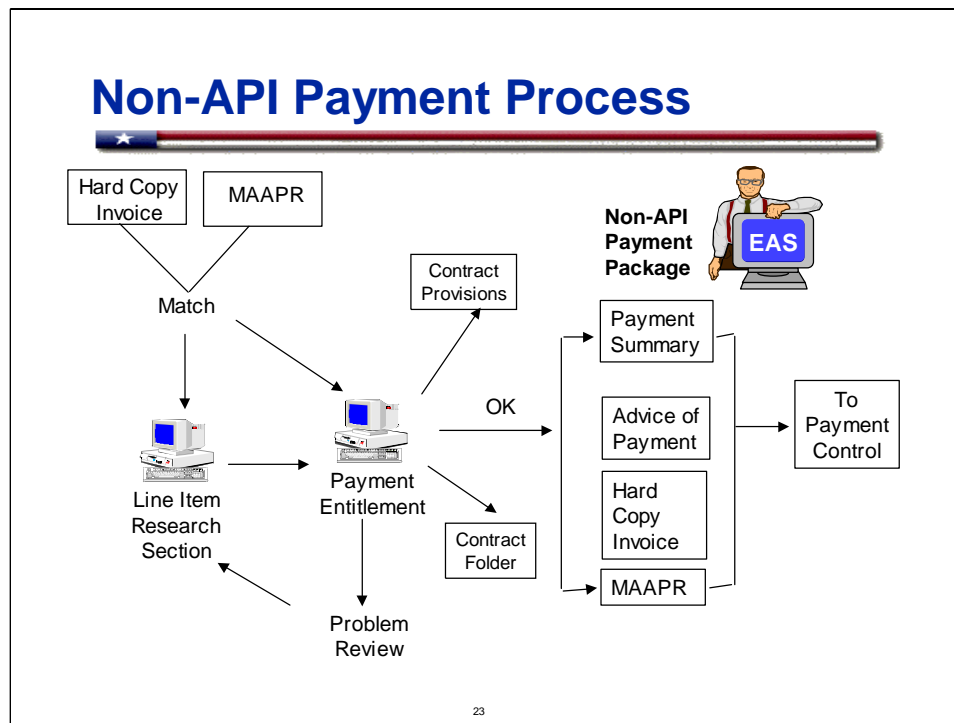 Non-API Payment Process
Hard Copy
Invoice
MAAPR
Match
Line Item
Research
Section
Payment
Entitlement
Problem
Review
Contract
Provisions
Contract
Folder
OK
Non-API
Payment
Package
EAS
Payment
Summary
Advice of
Payment
Hard
Copy
Invoice
MAAPR
To
Payment
Control
23